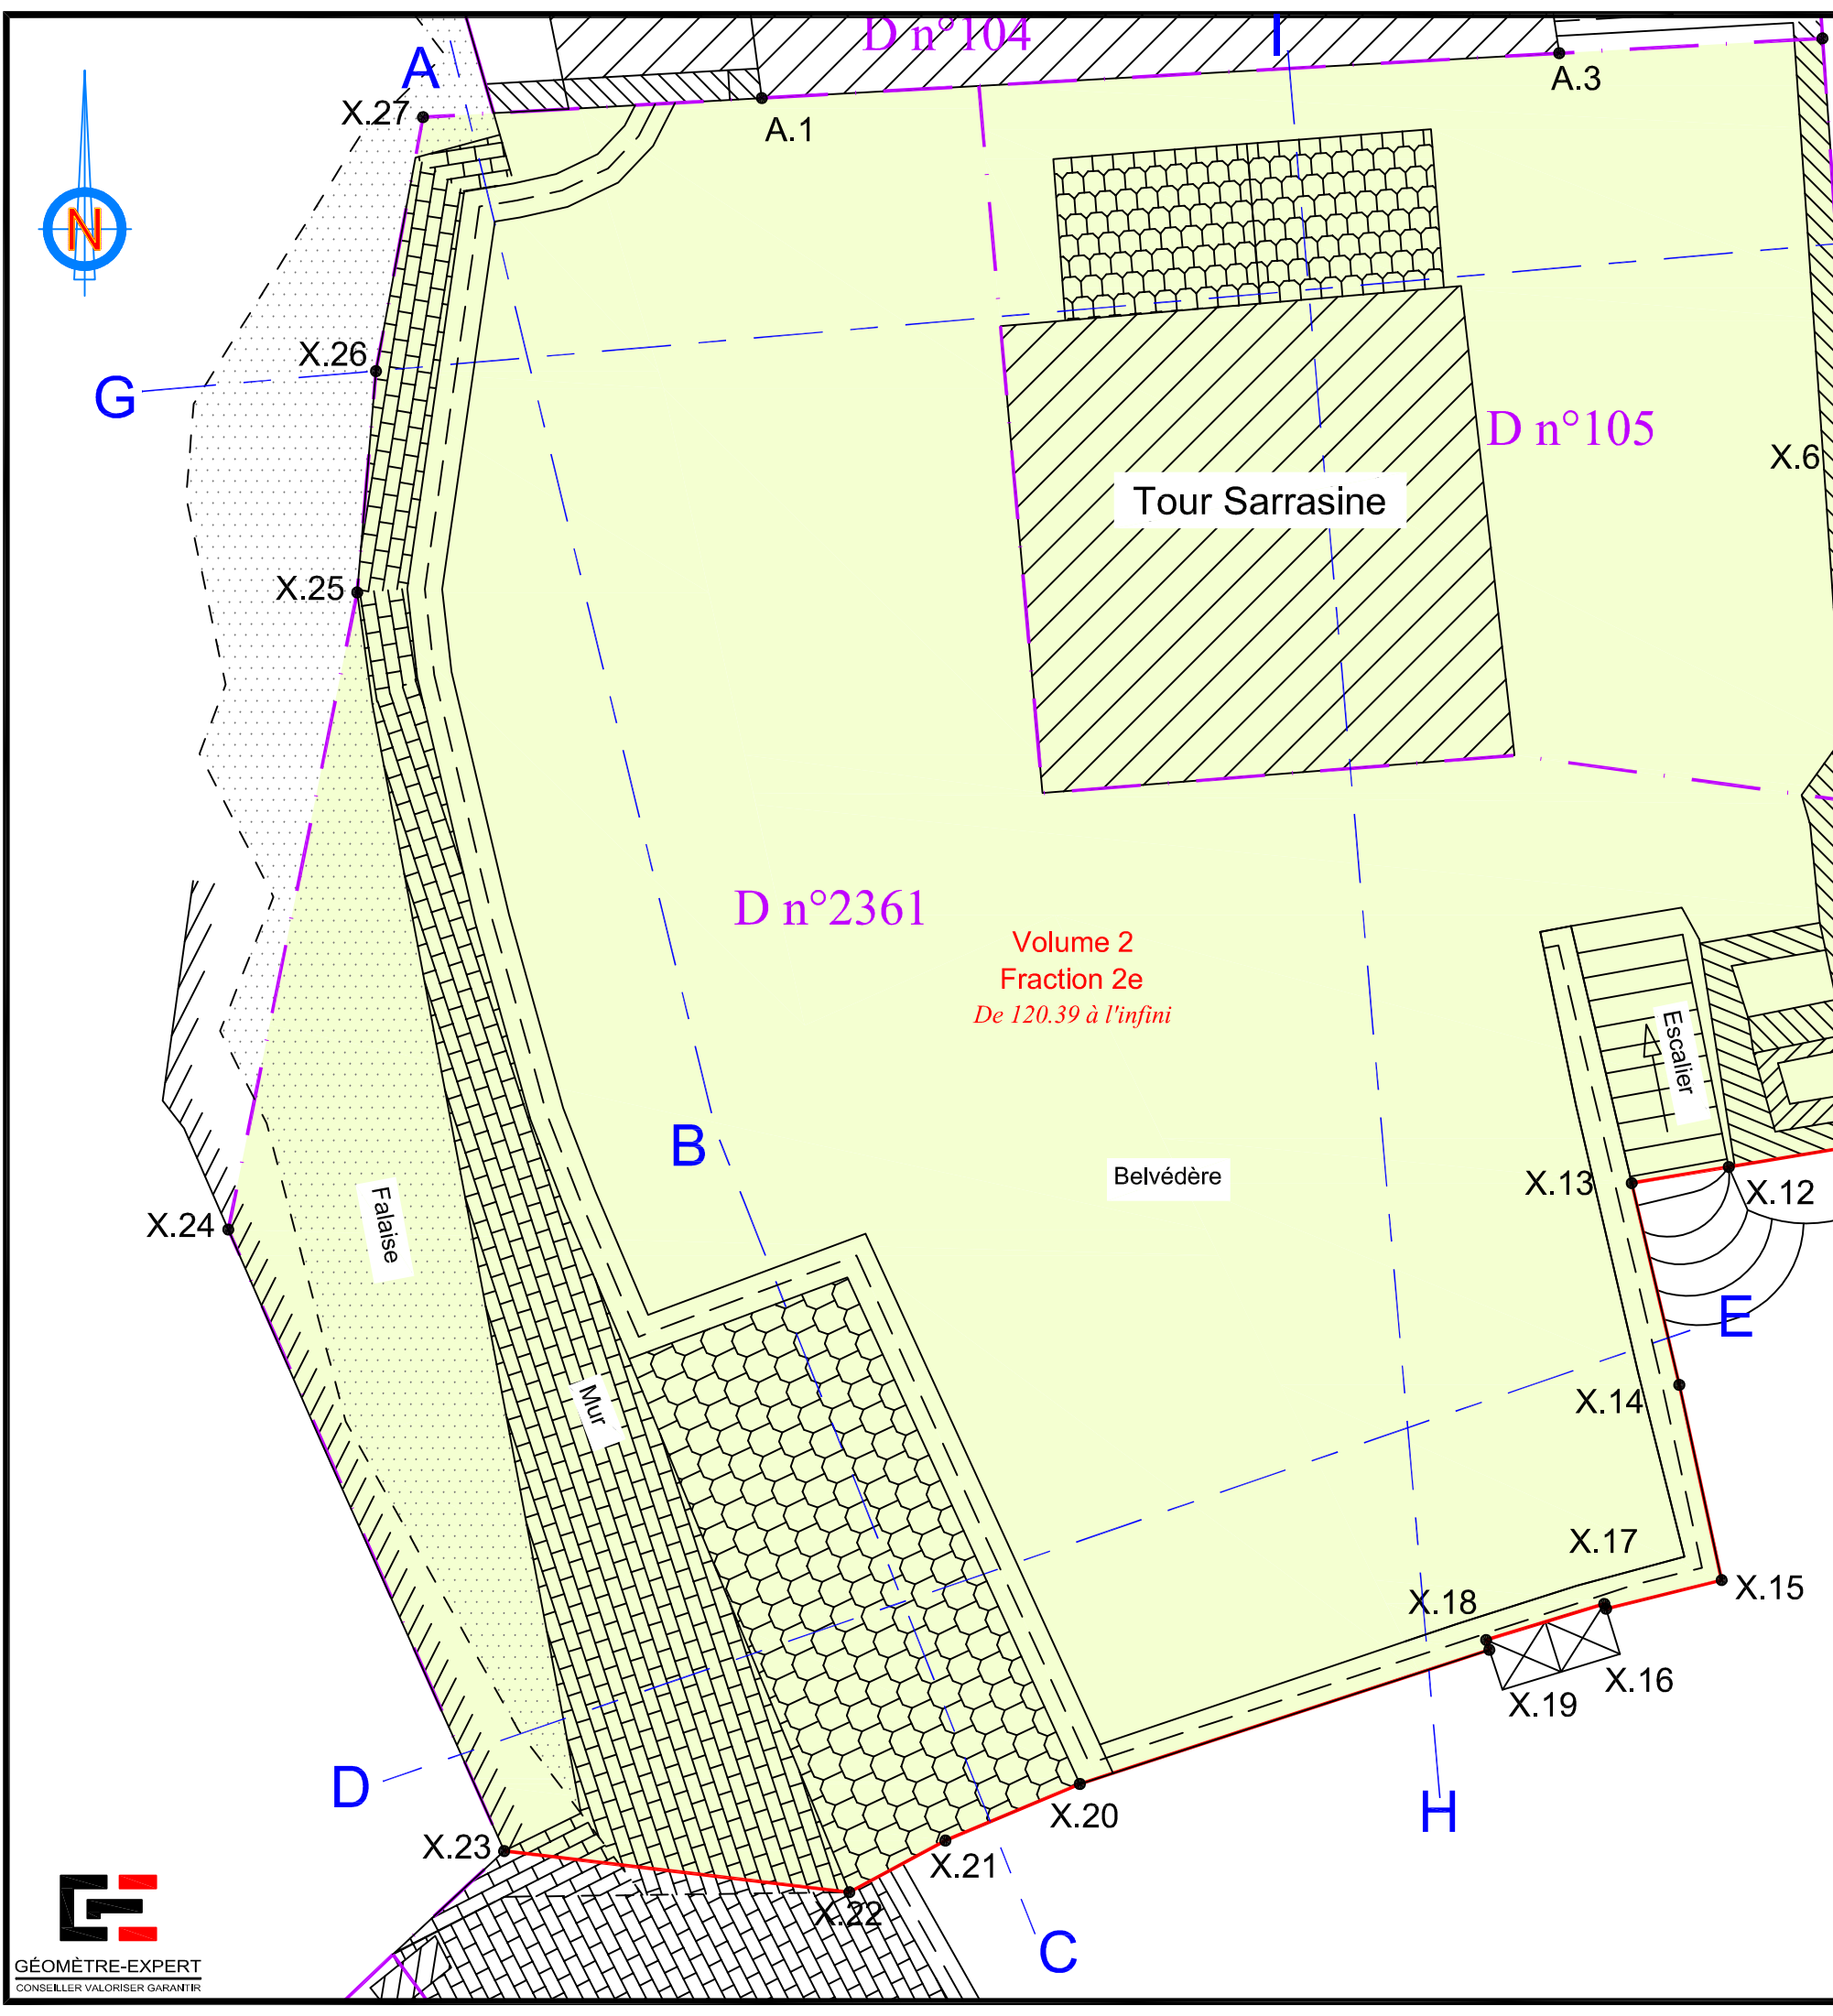 D n°104
I
A
X.27
A.1
A.3
N
X.26
G
D n°105
X.6
Tour Sarrasine
X.25
D n°2361
Volume 2
Fraction 2e
De 120.39 à l'infini
Escalier
B
Belvédère
X.13
X.12
X.24
Falaise
E
X.14
Mur
X.17
X.15
X.18
X.16
X.19
D
H
X.20
X.23
X.21
X.22
C
GÉOMÈTRE-EXPERT
CONSEILLER VALORISER GARANTIR